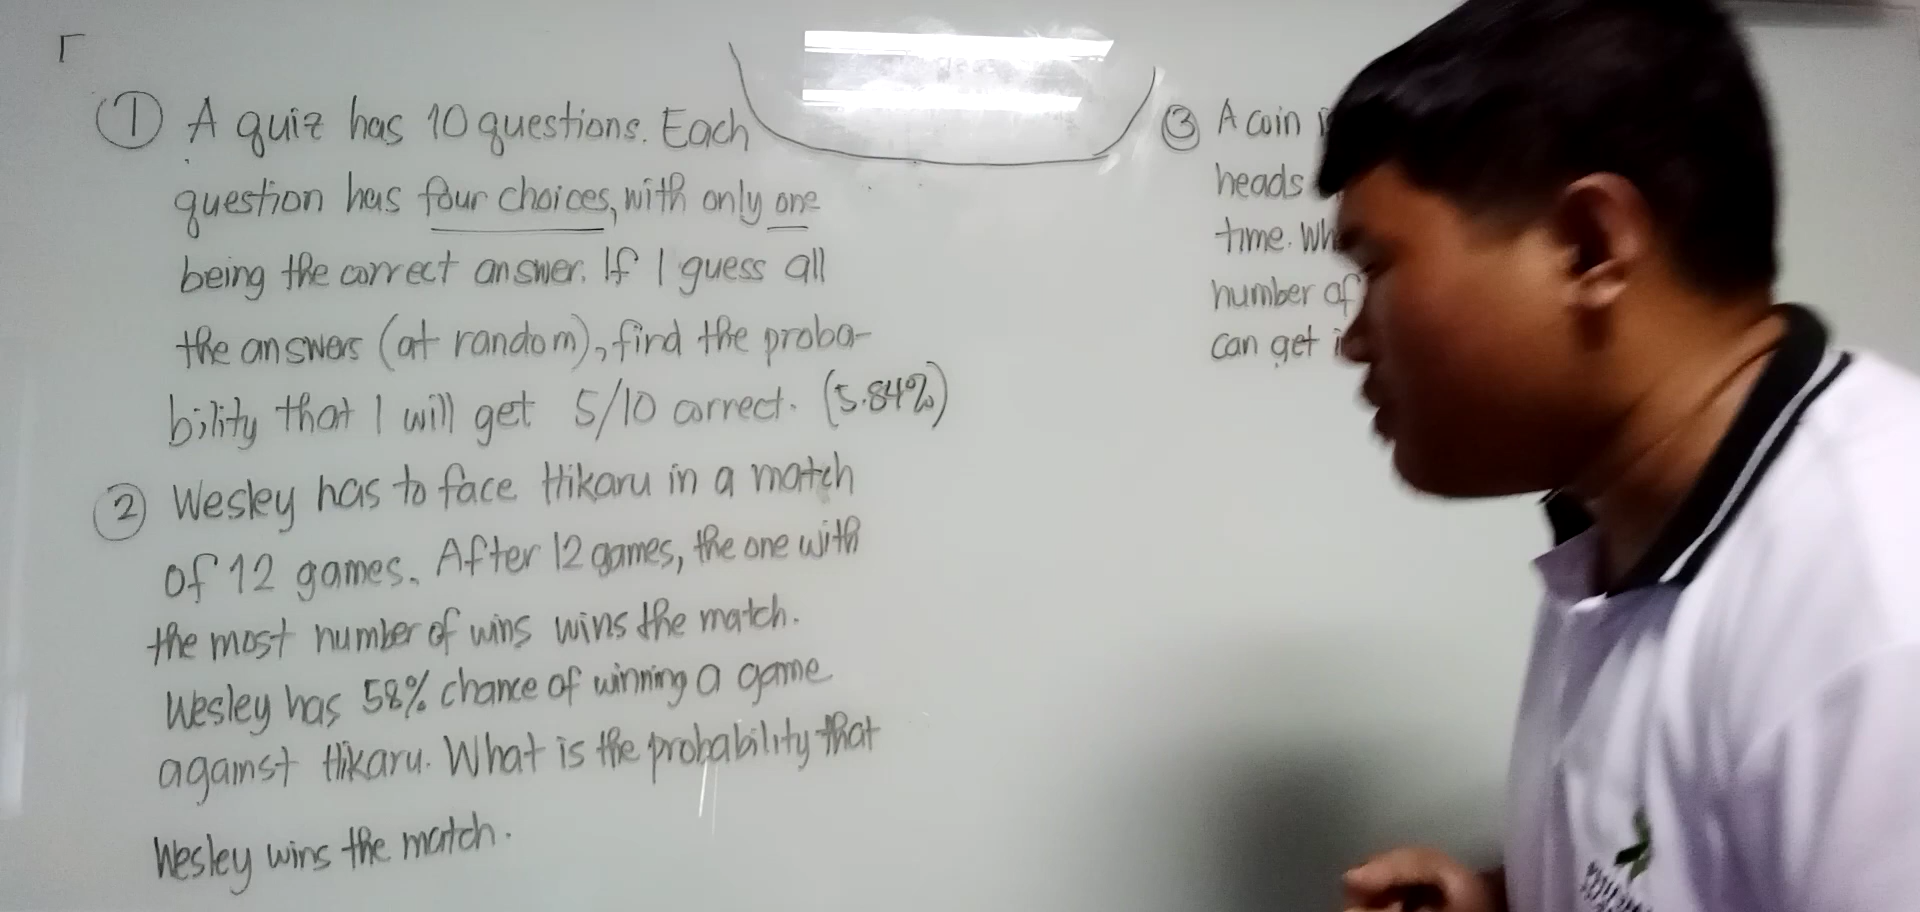 ① A quiz has 10 questions. Each
question has four choices, with only one
being the correct answer. If I guess all
the answers (at random), find the proba-
bility that I will get 5/10 correct. (5.84%)
② Wesley has to face Hikaru in a match
of 12 games. After 12 games, the one with
the most number of wins wins the match.
Wesley has 58% chance of winning a game
against Hikaru. What is the probability that
Wesley wins the match.
③ A coin
heads
time.
number of
can get